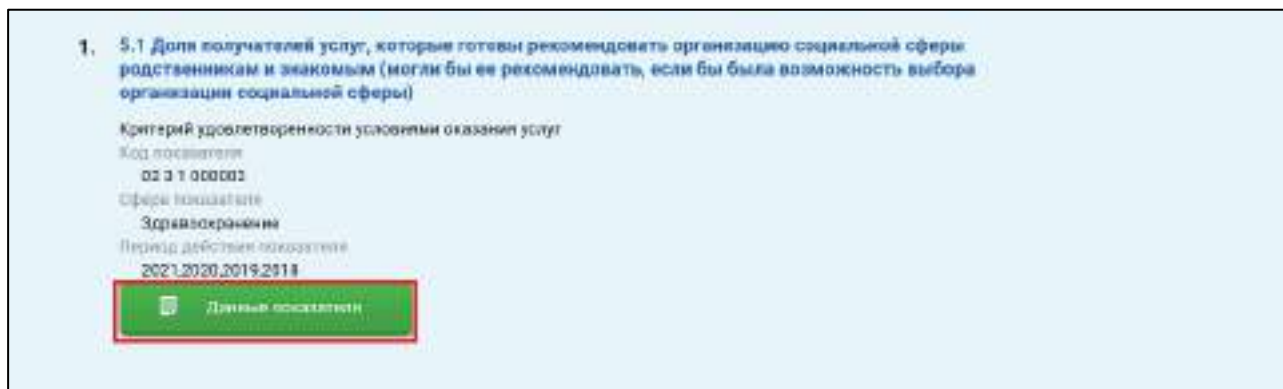 1. 5.1 Доля получателей услуг, которые готовы рекомендовать организацию социальной сферы
родственникам и знакомым (могли бы ее рекомендовать, если бы была возможность выбора
организации социальной сферы)
Критерий удовлетворенности условиями оказания услуг
Код показателя
03 3 1 000003
Сфера показателя
Здравоохранение
Период действия показателя
2021,2020,2019,2018
Данные показателя